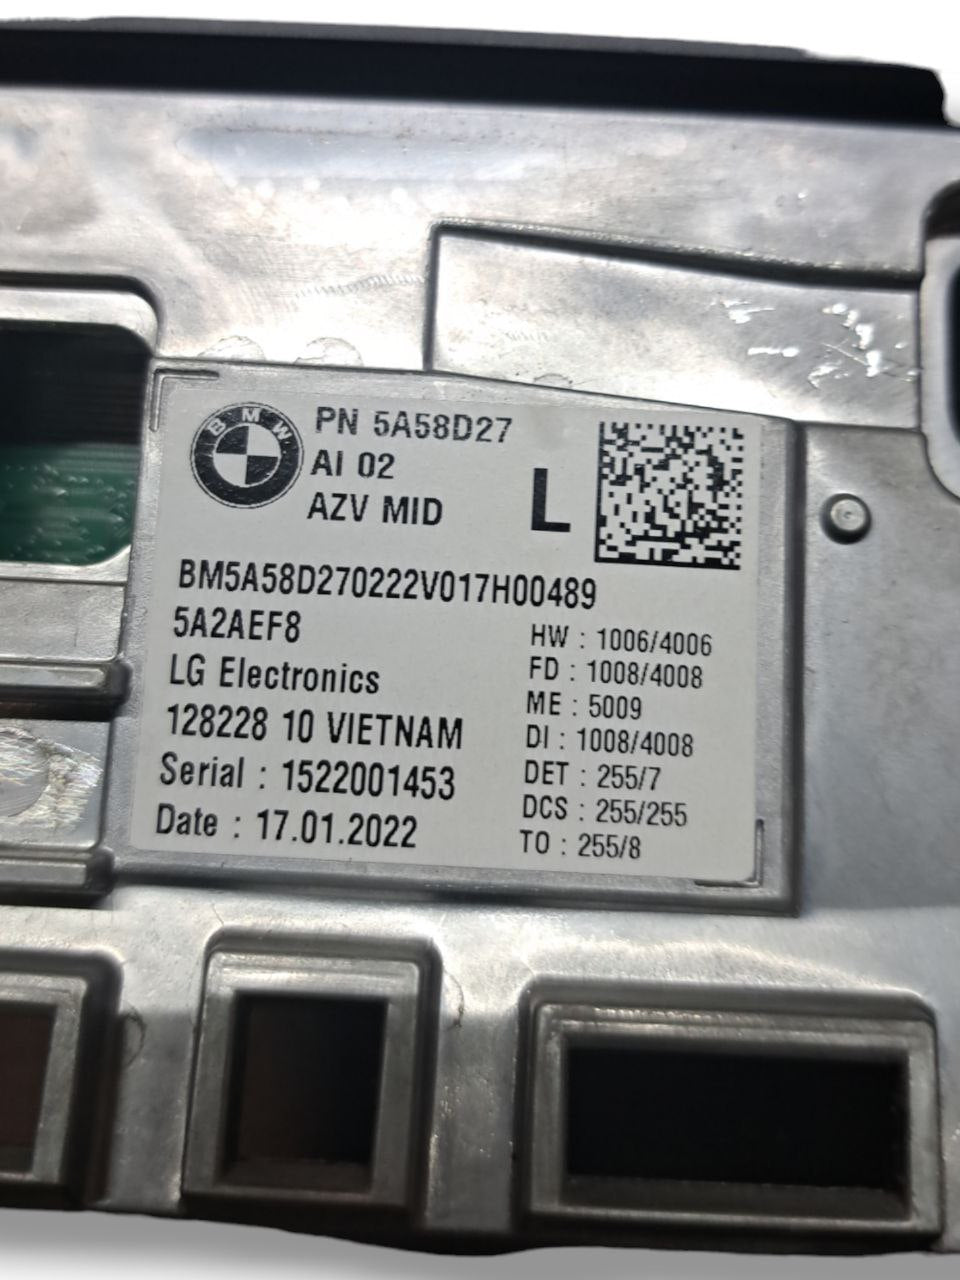 BMW
PN 5A58D27
AI 02
AZV MID
L
BM5A58D270222V017H00489
5A2AEF8
LG Electronics
128228 10 VIETNAM
Serial : 1522001453
Date : 17.01.2022
HW : 1006/4006
FD : 1008/4008
ME : 5009
DI : 1008/4008
DET : 255/7
DCS : 255/255
TO : 255/8